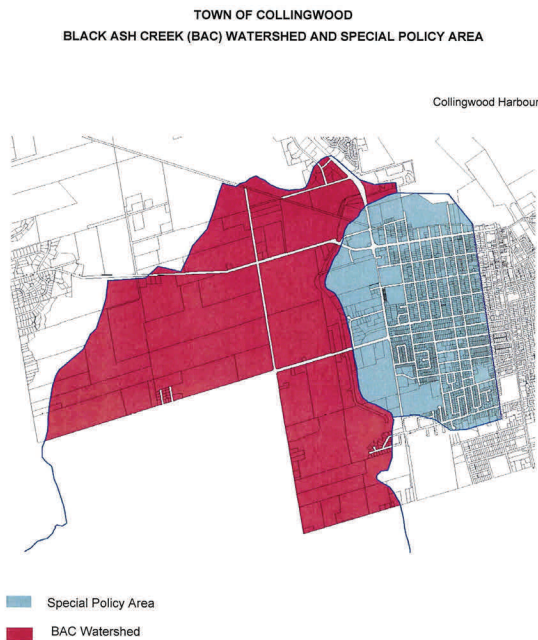 TOWN OF COLLINGWOOD
BLACK ASH CREEK (BAC) WATERSHED AND SPECIAL POLICY AREA
Collingwood Harbour
Special Policy Area
BAC Watershed